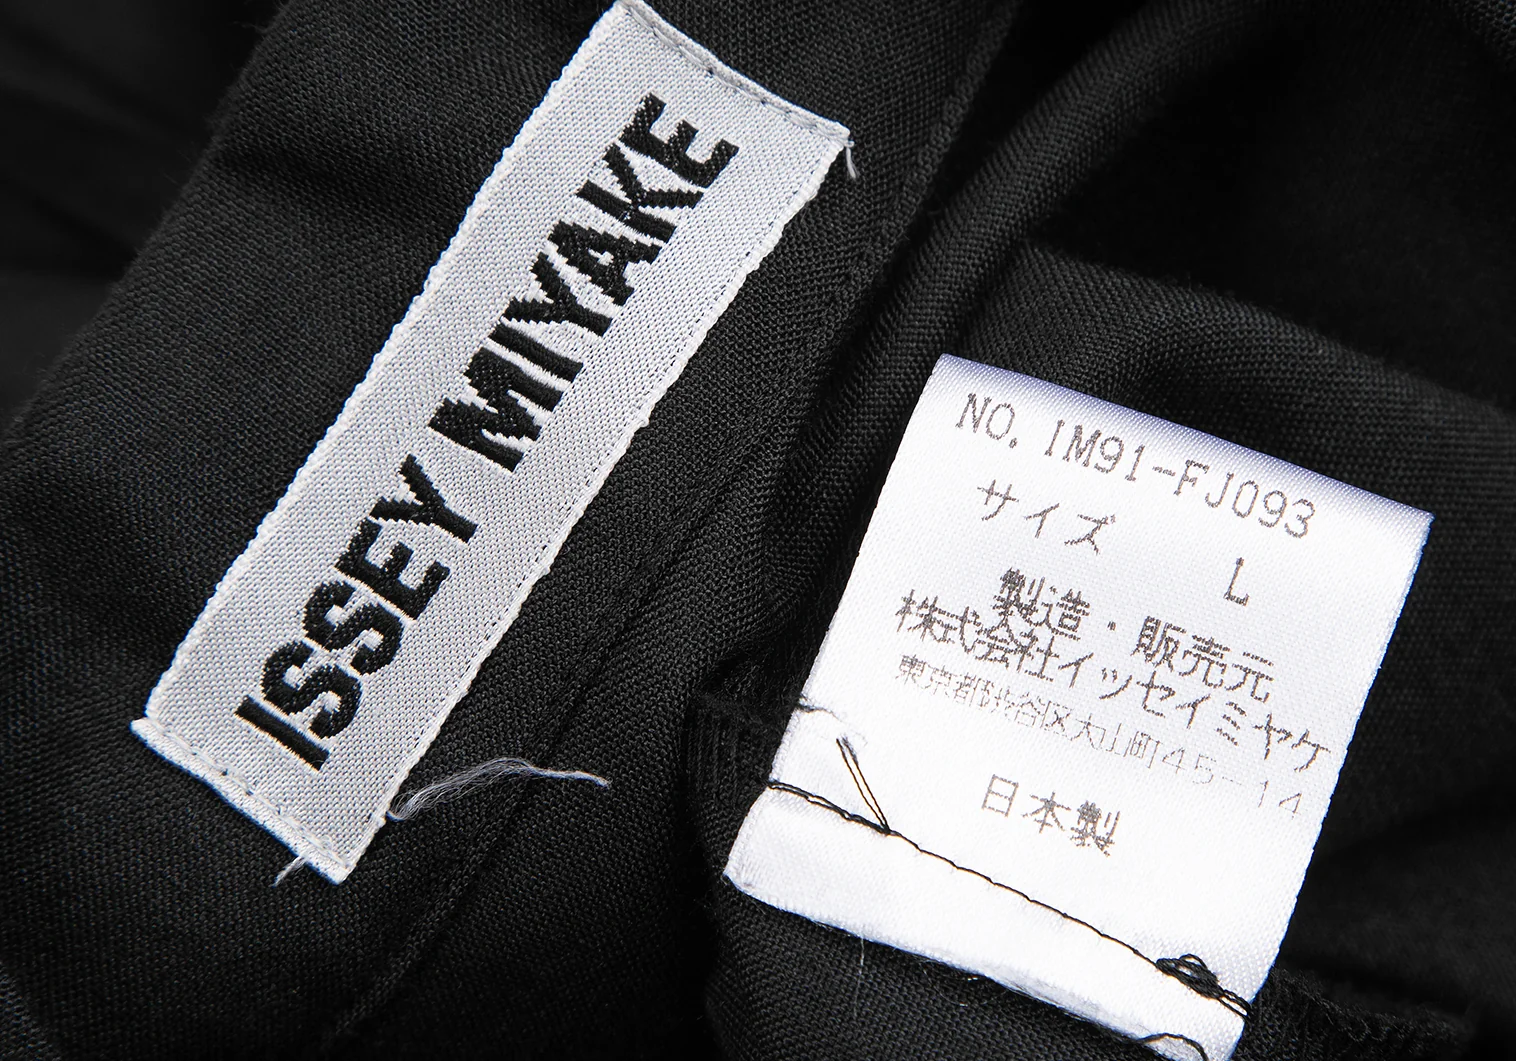 ISSEY MIYAKE
NO. IM91-FJ093
サイズ L
製造・販売元
株式会社イッセイミヤケ
東京都渋谷区大山町45-14
日本製